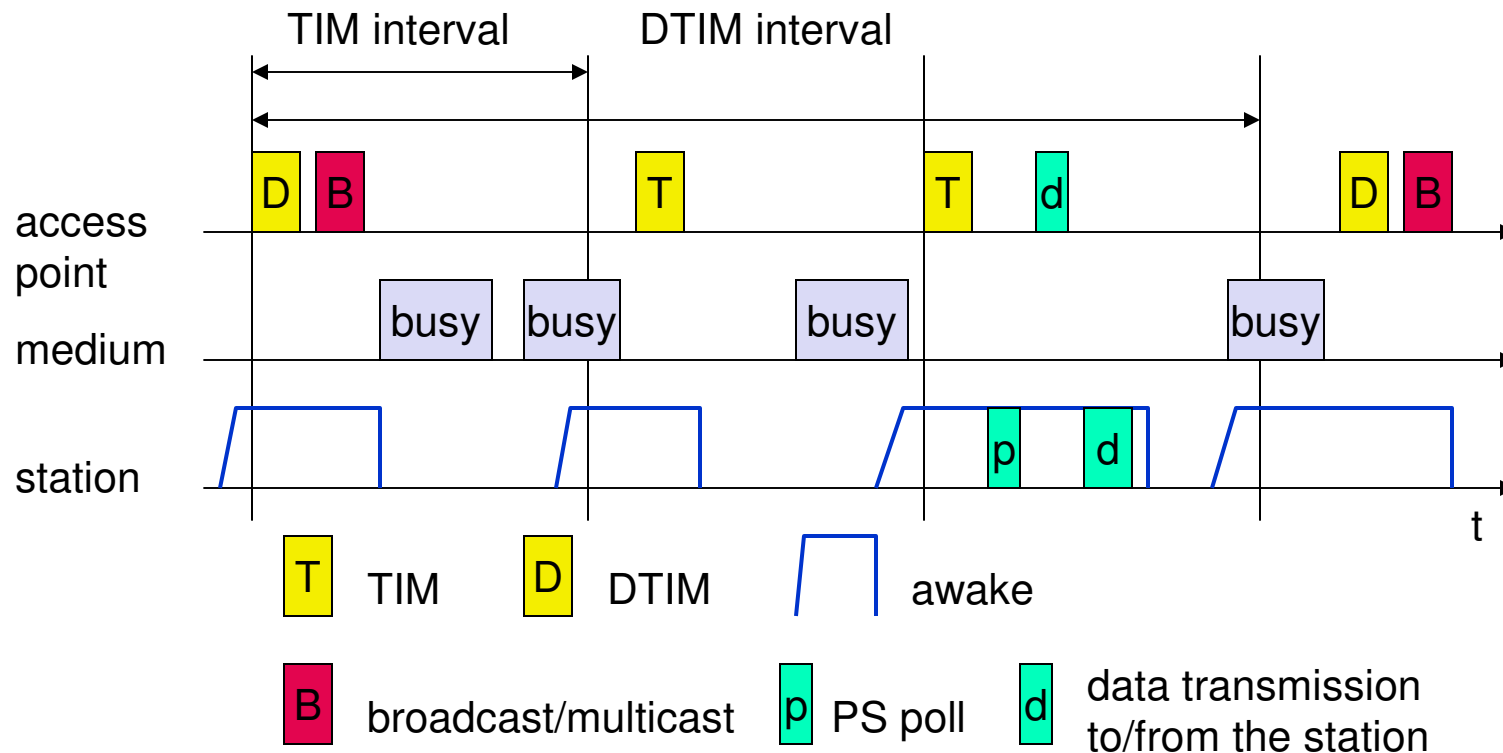 TIM interval DTIM interval
D B T T d D B
access
point
busy busy busy busy
medium
p d
station
t
T TIM D DTIM awake
B broadcast/multicast p PS poll d data transmission
to/from the station